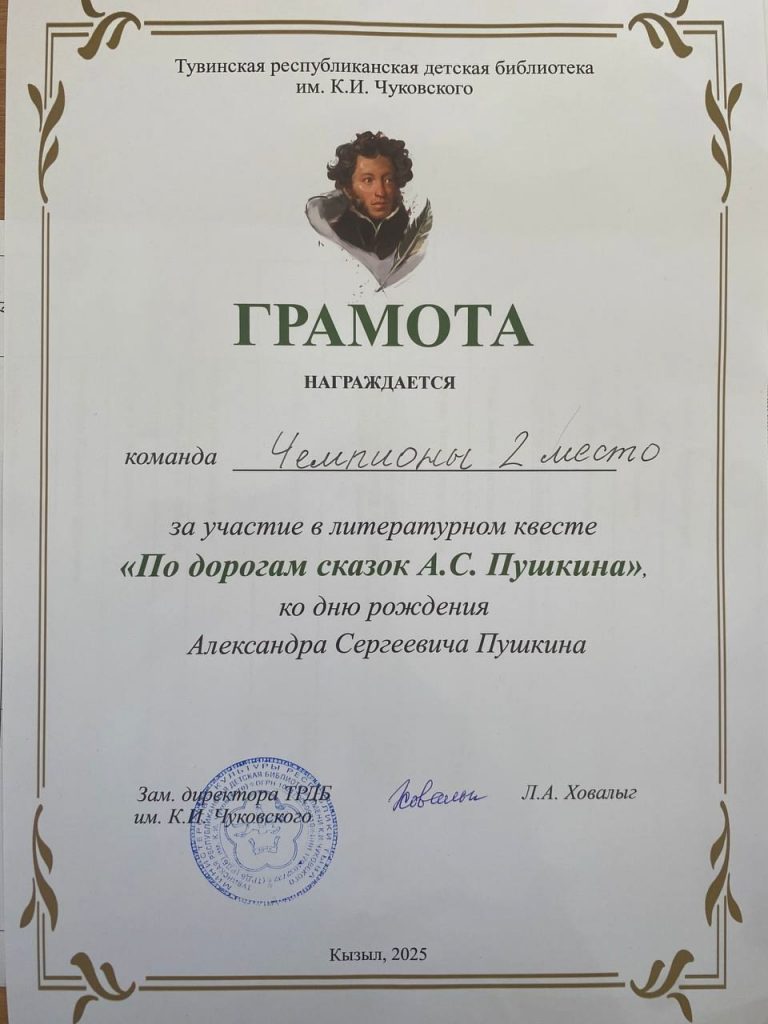 Тувинская республиканская детская библиотека
им. К.И. Чуковского
ГРАМОТА
НАГРАЖДАЕТСЯ
команда Чемпионы 2 место
за участие в литературном квесте
«По дорогам сказок А.С. Пушкина»,
ко дню рождения
Александра Сергеевича Пушкина
Зам. директора ТРДБ
им. К.И. Чуковского
Ховалыг
Л.А. Ховалыг
Кызыл, 2025